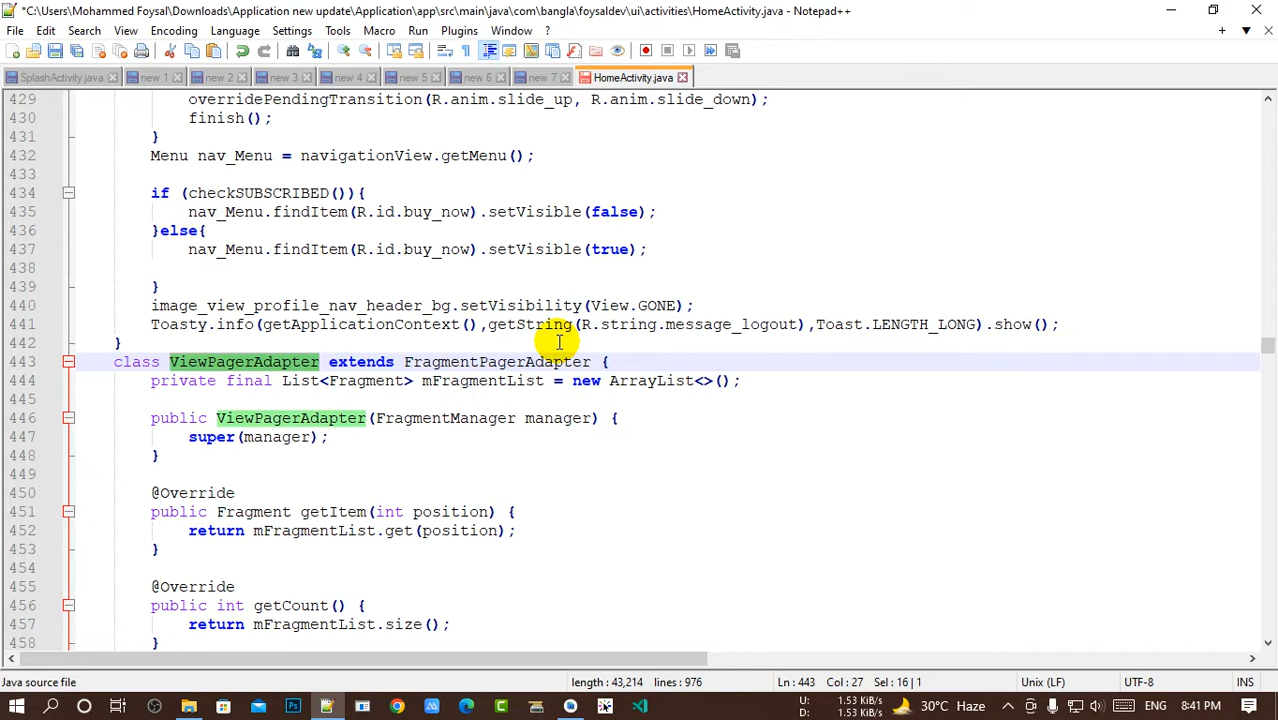 *C:\Users\Mohammed Foysal\Downloads\Application new update\Application\app\src\main\java\com\bangla\foysaldev\ui\activities\HomeActivity.java - Notepad++
File Edit Search View Encoding Language Settings Tools Macro Run Plugins Window ?
SplashActivity.java new 1 new 2 new 3 new 4 new 5 new 6 new 7 HomeActivity.java
429 overridePendingTransition(R.anim.slide_up, R.anim.slide_down);
430 finish();
431 }
432 Menu nav_Menu = navigationView.getMenu();
433
434 if (checkSUBSCRIBED()){
435 nav_Menu.findItem(R.id.buy_now).setVisible(false);
436 }else{
437 nav_Menu.findItem(R.id.buy_now).setVisible(true);
438
439 }
440 image_view_profile_nav_header_bg.setVisibility(View.GONE);
441 Toasty.info(getApplicationContext(),getString(R.string.message_logout),Toast.LENGTH_LONG).show();
442 }
443 class ViewPagerAdapter extends FragmentPagerAdapter {
444 private final List<Fragment> mFragmentList = new ArrayList<>();
445
446 public ViewPagerAdapter(FragmentManager manager) {
447 super(manager);
448 }
449
450 @Override
451 public Fragment getItem(int position) {
452 return mFragmentList.get(position);
453 }
454
455 @Override
456 public int getCount() {
457 return mFragmentList.size();
458 }
Java source file length : 43,214 lines : 976 Ln : 443 Col : 27 Sel : 16 | 1 Unix (LF) UTF-8 INS
U: 1.53 KiB/s
D: 1.53 KiB/s
30°C Haze ENG 8:41 PM